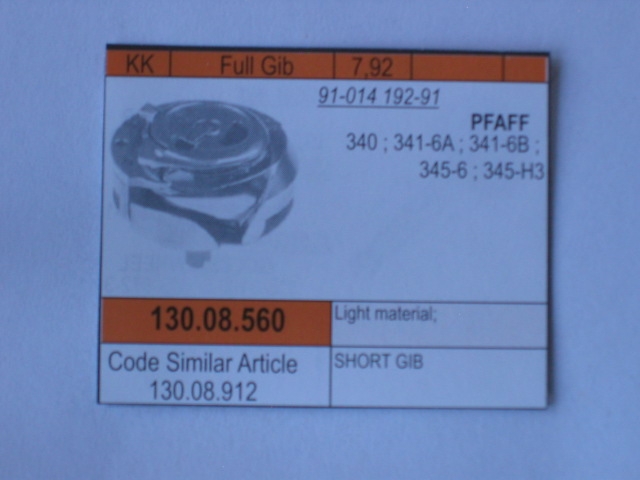 KK Full Gib 7,92
91-014 192-91
PFAFF
340 ; 341-6A ; 341-6B ;
345-6 ; 345-H3
130.08.560
Light material;
Code Similar Article
130.08.912
SHORT GIB